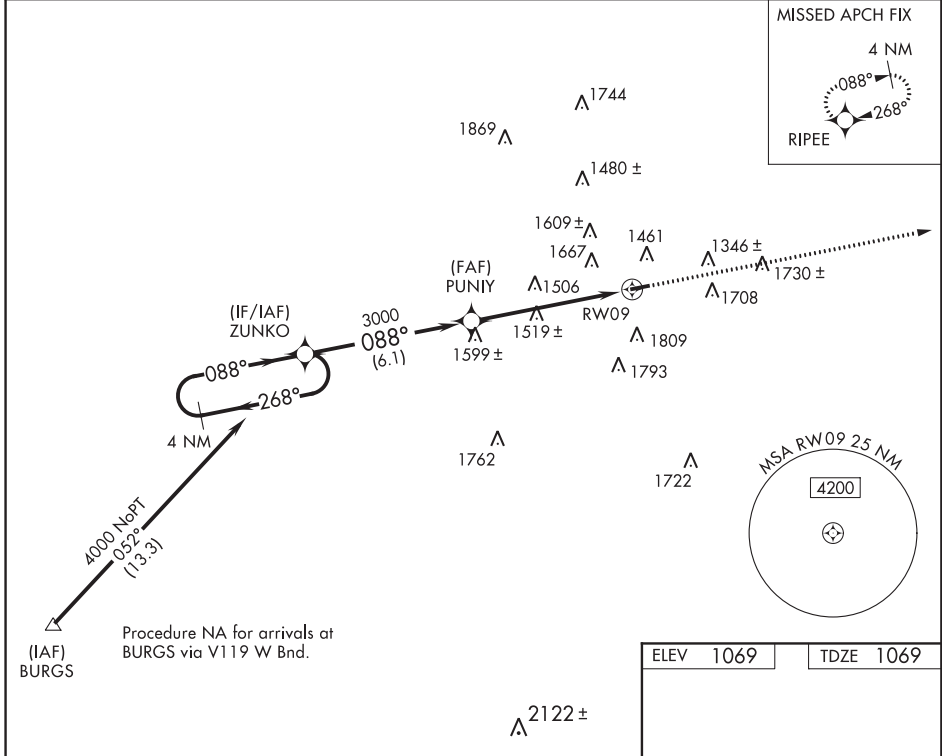 MISSED APCH FIX
4 NM
088°
268°
RIPEE
1744
1869
1480 ±
1609 ±
1667
1461
1346 ±
1730 ±
1708
(FAF)
PUNIY
1506
RW09
1519 ±
1599 ±
1809
1793
(IF/IAF)
ZUNKO
3000
088°
(6.1)
088°
268°
4 NM
1762
1722
MSA RW09 25 NM
4200
4000 NoPT
052°
(13.3)
(IAF)
BURGS
Procedure NA for arrivals at
BURGS via V119 W Bnd.
ELEV 1069
TDZE 1069
2122 ±